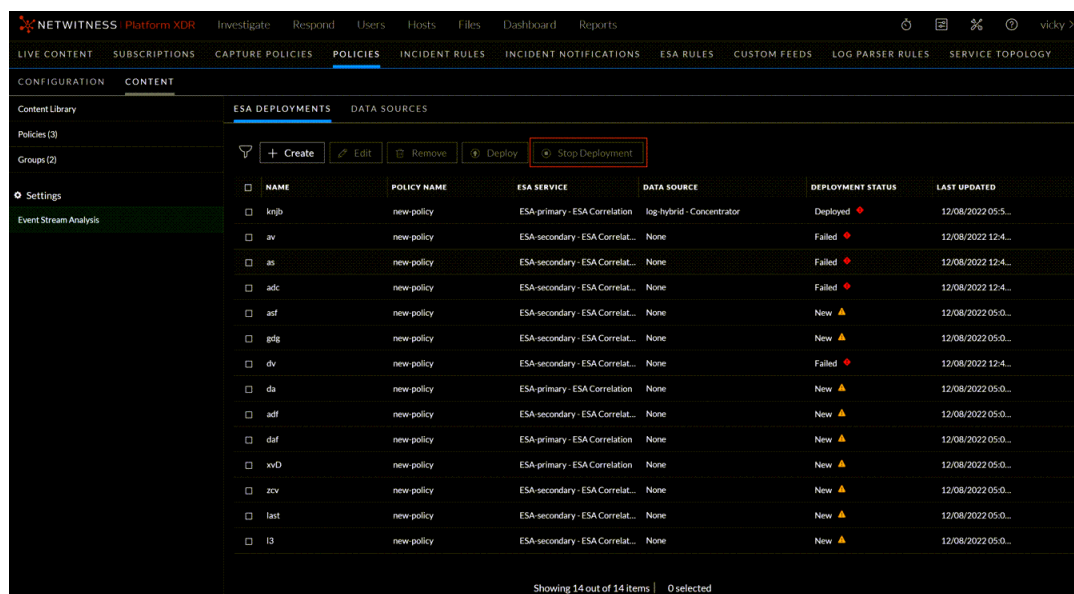 NETWITNESS Platform XDR Investigate Respond Users Hosts Files Dashboard Reports vicky
LIVE CONTENT SUBSCRIPTIONS CAPTURE POLICIES POLICIES INCIDENT RULES INCIDENT NOTIFICATIONS ESA RULES CUSTOM FEEDS LOG PARSER RULES SERVICE TOPOLOGY
CONFIGURATION CONTENT
Content Library
Policies (3)
Groups (2)
Settings
Event Stream Analysis
ESA DEPLOYMENTS DATA SOURCES
Create Edit Remove Deploy Stop Deployment
NAME POLICY NAME ESA SERVICE DATA SOURCE DEPLOYMENT STATUS LAST UPDATED
knjb new-policy ESA-primary - ESA Correlation log-hybrid - Concentrator Deployed 12/08/2022 05:5...
av new-policy ESA-secondary - ESA Correlat... None Failed 12/08/2022 12:4...
as new-policy ESA-secondary - ESA Correlat... None Failed 12/08/2022 12:4...
adc new-policy ESA-secondary - ESA Correlat... None Failed 12/08/2022 12:4...
asf new-policy ESA-secondary - ESA Correlat... None New 12/08/2022 05:0...
gdg new-policy ESA-secondary - ESA Correlat... None New 12/08/2022 05:0...
dv new-policy ESA-secondary - ESA Correlat... None Failed 12/08/2022 12:4...
da new-policy ESA-primary - ESA Correlation None New 12/08/2022 05:0...
adf new-policy ESA-secondary - ESA Correlat... None New 12/08/2022 05:0...
daf new-policy ESA-primary - ESA Correlation None New 12/08/2022 05:0...
xvD new-policy ESA-primary - ESA Correlation None New 12/08/2022 05:0...
zcv new-policy ESA-secondary - ESA Correlat... None New 12/08/2022 05:0...
last new-policy ESA-secondary - ESA Correlat... None New 12/08/2022 05:0...
l3 new-policy ESA-secondary - ESA Correlat... None New 12/08/2022 05:0...
Showing 14 out of 14 items | 0 selected